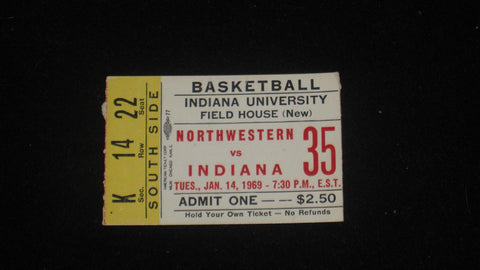 K 14 22
Sec. Row Seat
SOUTH SIDE
BASKETBALL
INDIANA UNIVERSITY
FIELD HOUSE (New)
NORTHWESTERN
vs
INDIANA
35
TUES., JAN. 14, 1969 - 7:30 P.M., E.S.T.
ADMIT ONE — — $2.50
Hold Your Own Ticket – No Refunds